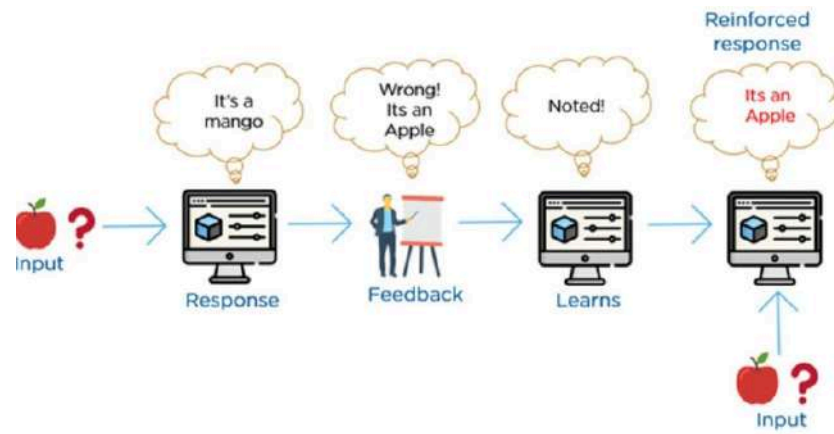 Reinforced
response
It's a
mango
Wrong!
Its an
Apple
Noted!
Its an
Apple
?
Input
Response
Feedback
Learns
?
Input